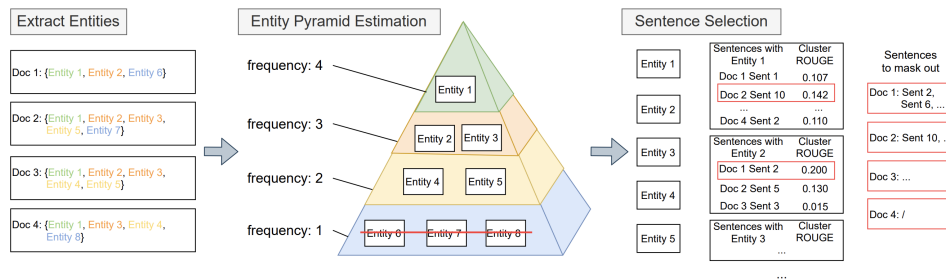 Extract Entities
Doc 1: {Entity 1, Entity 2, Entity 6}
Doc 2: {Entity 1, Entity 2, Entity 3,
Entity 5, Entity 7}
Doc 3: {Entity 1, Entity 2, Entity 3,
Entity 4, Entity 5}
Doc 4: {Entity 1, Entity 3, Entity 4,
Entity 8}
Entity Pyramid Estimation
frequency: 4
frequency: 3
frequency: 2
frequency: 1
Entity 1
Entity 2 Entity 3
Entity 4 Entity 5
Entity 6 Entity 7 Entity 8
Sentence Selection
Entity 1
Entity 2
Entity 3
Entity 4
Entity 5
Sentences with Cluster
Entity 1 ROUGE
Doc 1 Sent 1 0.107
Doc 2 Sent 10 0.142
... ...
Doc 4 Sent 2 0.110
Sentences with Cluster
Entity 2 ROUGE
Doc 1 Sent 2 0.200
Doc 2 Sent 5 0.130
Doc 3 Sent 3 0.015
Sentences with Cluster
Entity 3 ROUGE
...
Sentences
to mask out
Doc 1: Sent 2,
Sent 6, ...
Doc 2: Sent 10, ..
Doc 3: ...
Doc 4: /